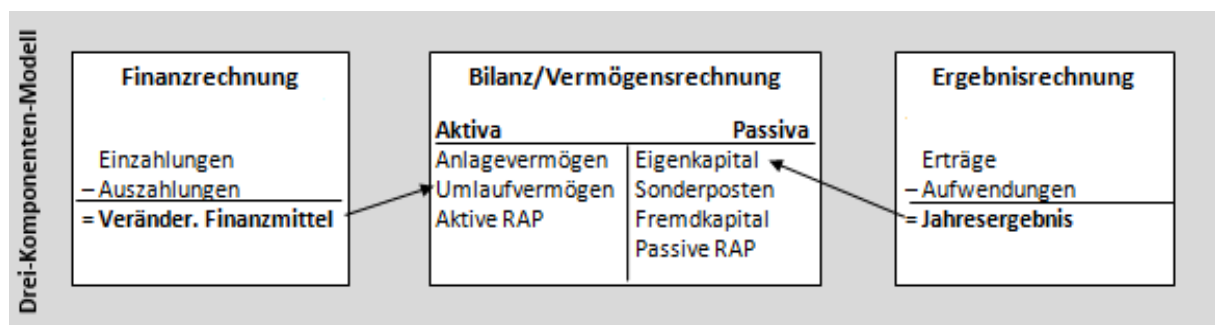 Drei-Komponenten-Modell
Finanzrechnung
Einzahlungen
– Auszahlungen
= Veränder. Finanzmittel
Bilanz/Vermögensrechnung
Aktiva Passiva
Anlagevermögen Eigenkapital
Umlaufvermögen Sonderposten
Aktive RAP Fremdkapital
Passive RAP
Ergebnisrechnung
Erträge
– Aufwendungen
= Jahresergebnis